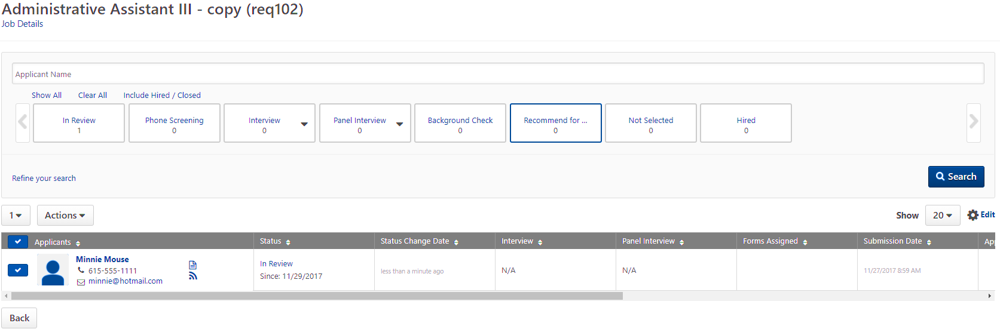 Administrative Assistant III - copy (req102)
Job Details
Applicant Name
Show All Clear All Include Hired / Closed
In Review Phone Screening Interview Panel Interview Background Check Recommend for ... Not Selected Hired
1 0 0 0 0 0 0 0
Refine your search Search
1 Actions Show 20 Edit
Applicants Status Status Change Date Interview Panel Interview Forms Assigned Submission Date App
Minnie Mouse In Review
615-555-1111 less than a minute ago N/A N/A 11/27/2017 8:59 AM
minnie@hotmail.com Since: 11/29/2017
Back